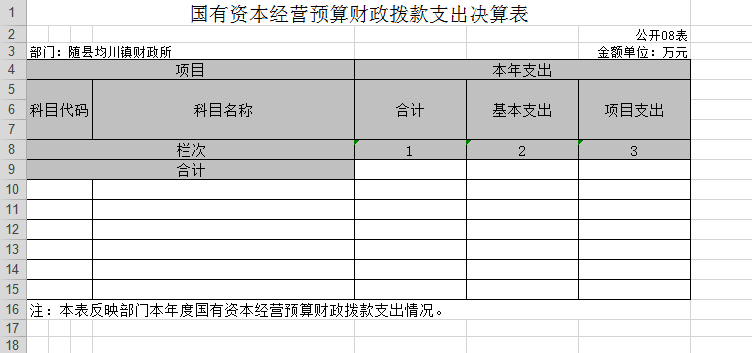 1 国有资本经营预算财政拨款支出决算表
2 公开08表
3 部门：随县均川镇财政所 金额单位：万元
4 项目 本年支出
5
6 科目代码 科目名称 合计 基本支出 项目支出
7
8 栏次 1 2 3
9 合计
10
11
12
13
14
15
16 注：本表反映部门本年度国有资本经营预算财政拨款支出情况。
17
18